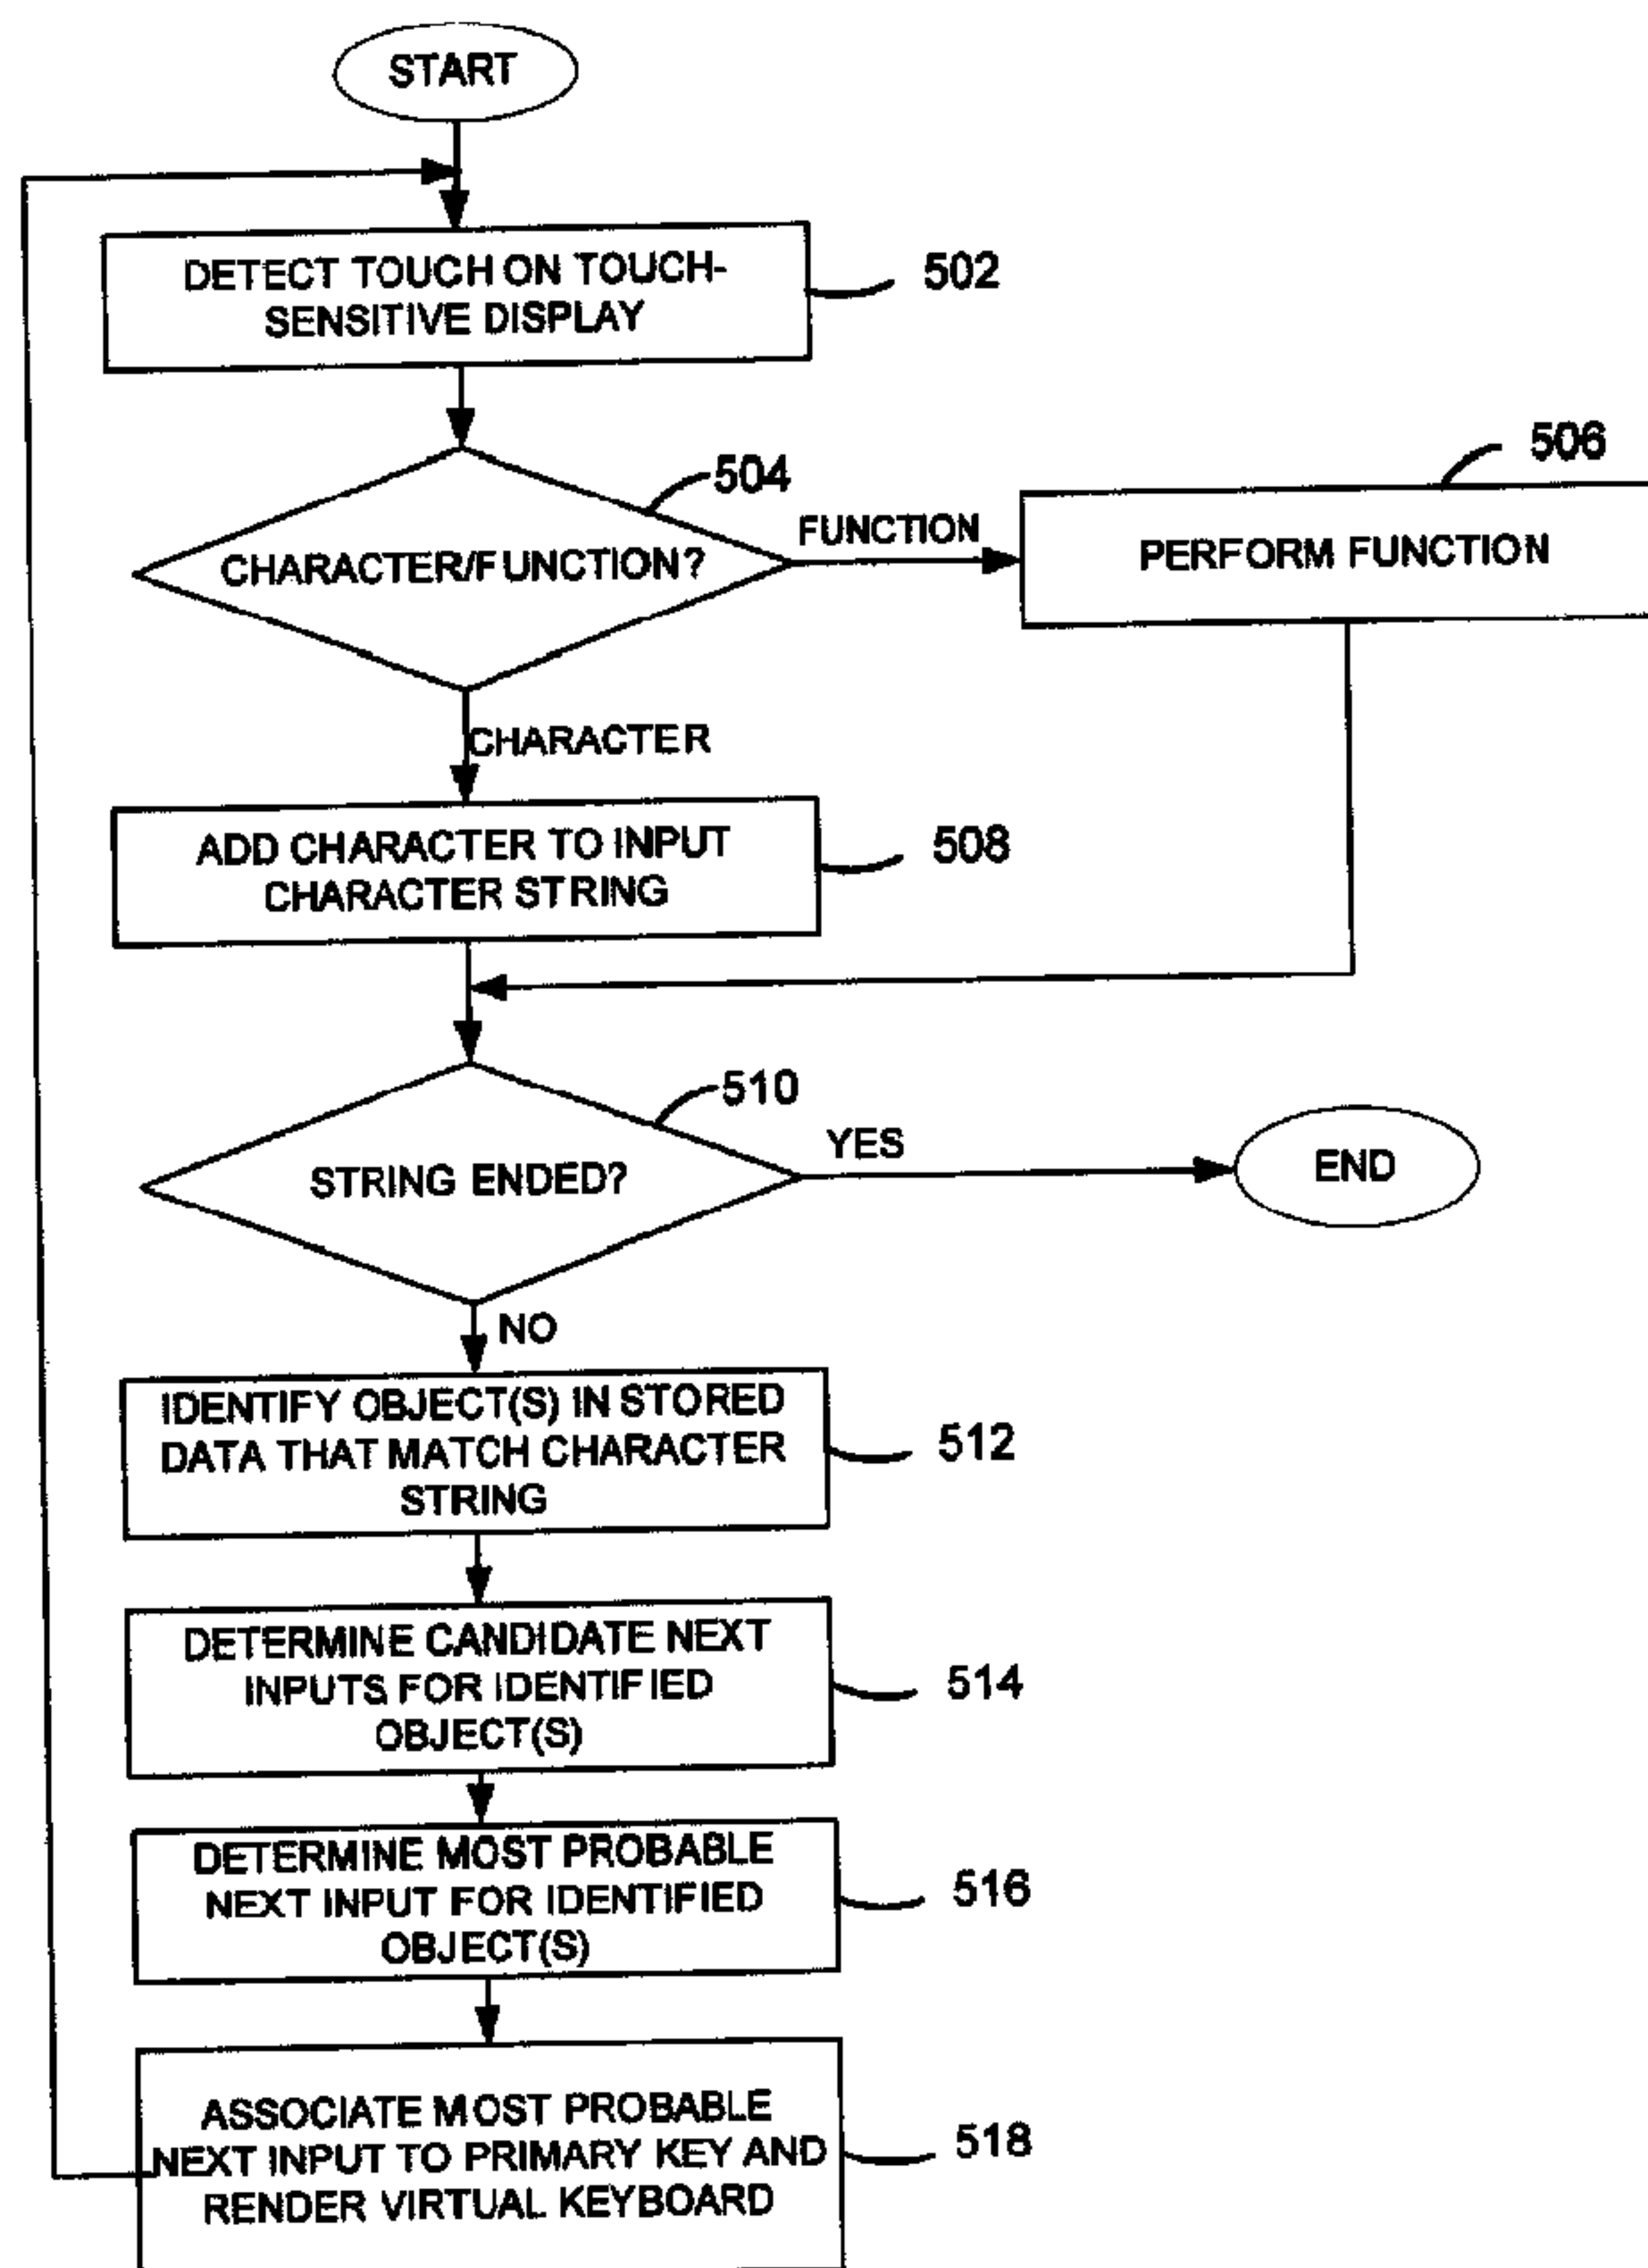 START
DETECT TOUCH ON TOUCH-
SENSITIVE DISPLAY
502
504
CHARACTER/FUNCTION?
FUNCTION
506
PERFORM FUNCTION
CHARACTER
ADD CHARACTER TO INPUT
CHARACTER STRING
508
510
STRING ENDED?
YES
END
NO
IDENTIFY OBJECT(S) IN STORED
DATA THAT MATCH CHARACTER
STRING
512
DETERMINE CANDIDATE NEXT
INPUTS FOR IDENTIFIED
OBJECT(S)
514
DETERMINE MOST PROBABLE
NEXT INPUT FOR IDENTIFIED
OBJECT(S)
516
ASSOCIATE MOST PROBABLE
NEXT INPUT TO PRIMARY KEY AND
RENDER VIRTUAL KEYBOARD
518